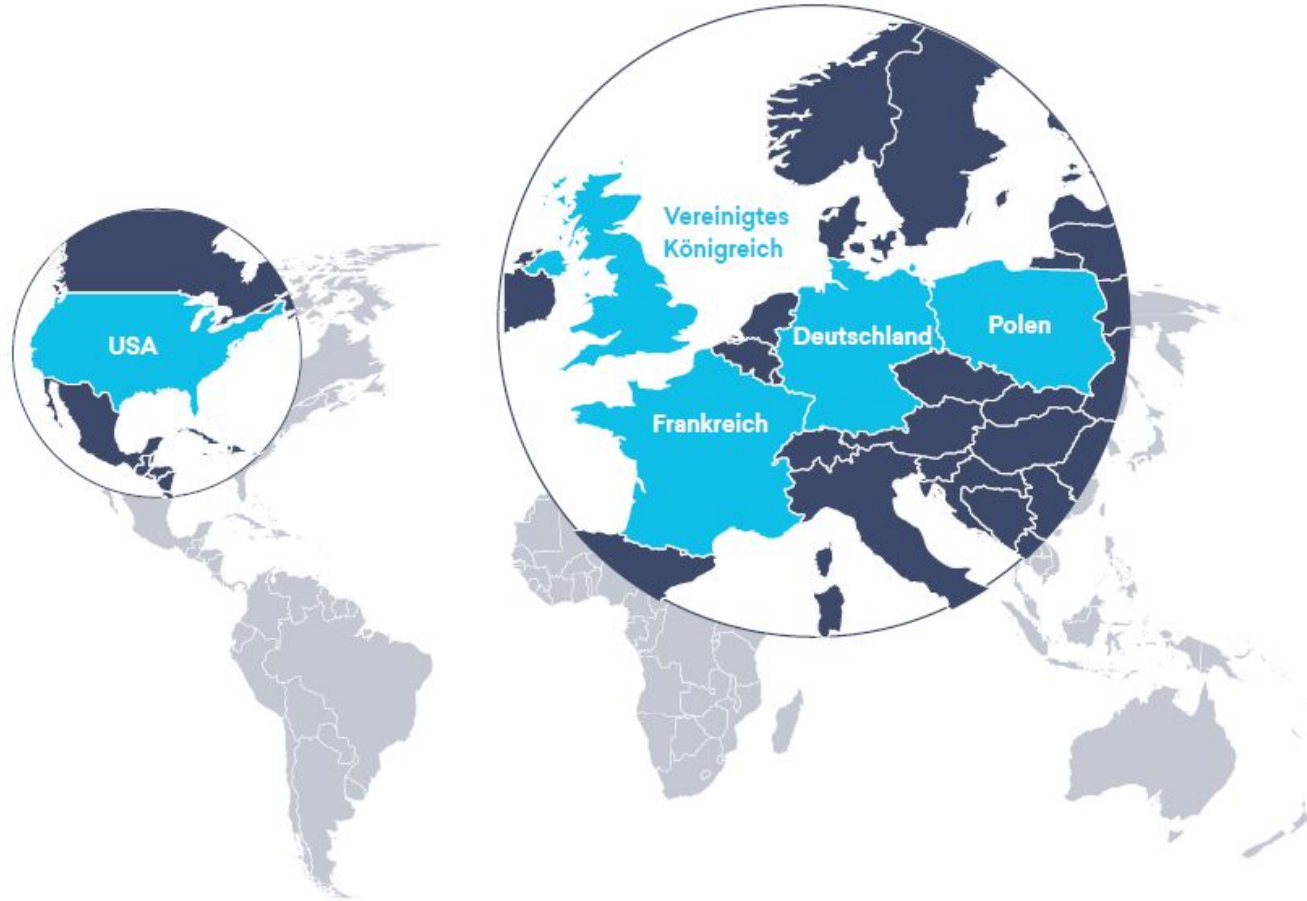 USA
Vereinigtes
Königreich
Deutschland
Polen
Frankreich